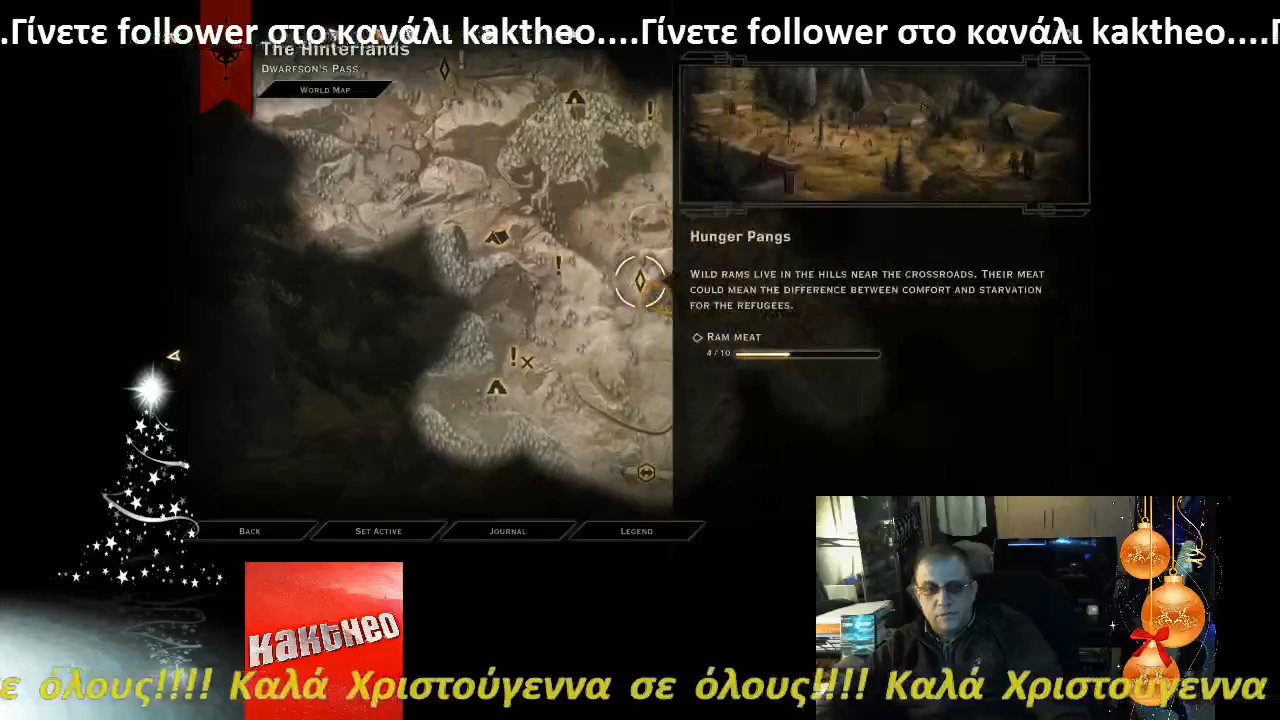 ..Γίνετε follower στο κανάλι kaktheo....Γίνετε follower στο κανάλι kaktheo....Γ
The Hinterlands
Dwarfson's Pass
World Map
Hunger Pangs
Wild rams live in the hills near the Crossroads. Their meat
could mean the difference between comfort and starvation
for the refugees.
Ram meat
4 / 10
Back
Set Active
Journal
Legend
kaktheo
ε όλους!!!! Καλά Χριστούγεννα σε όλους!!!! Καλά Χριστούγεννα